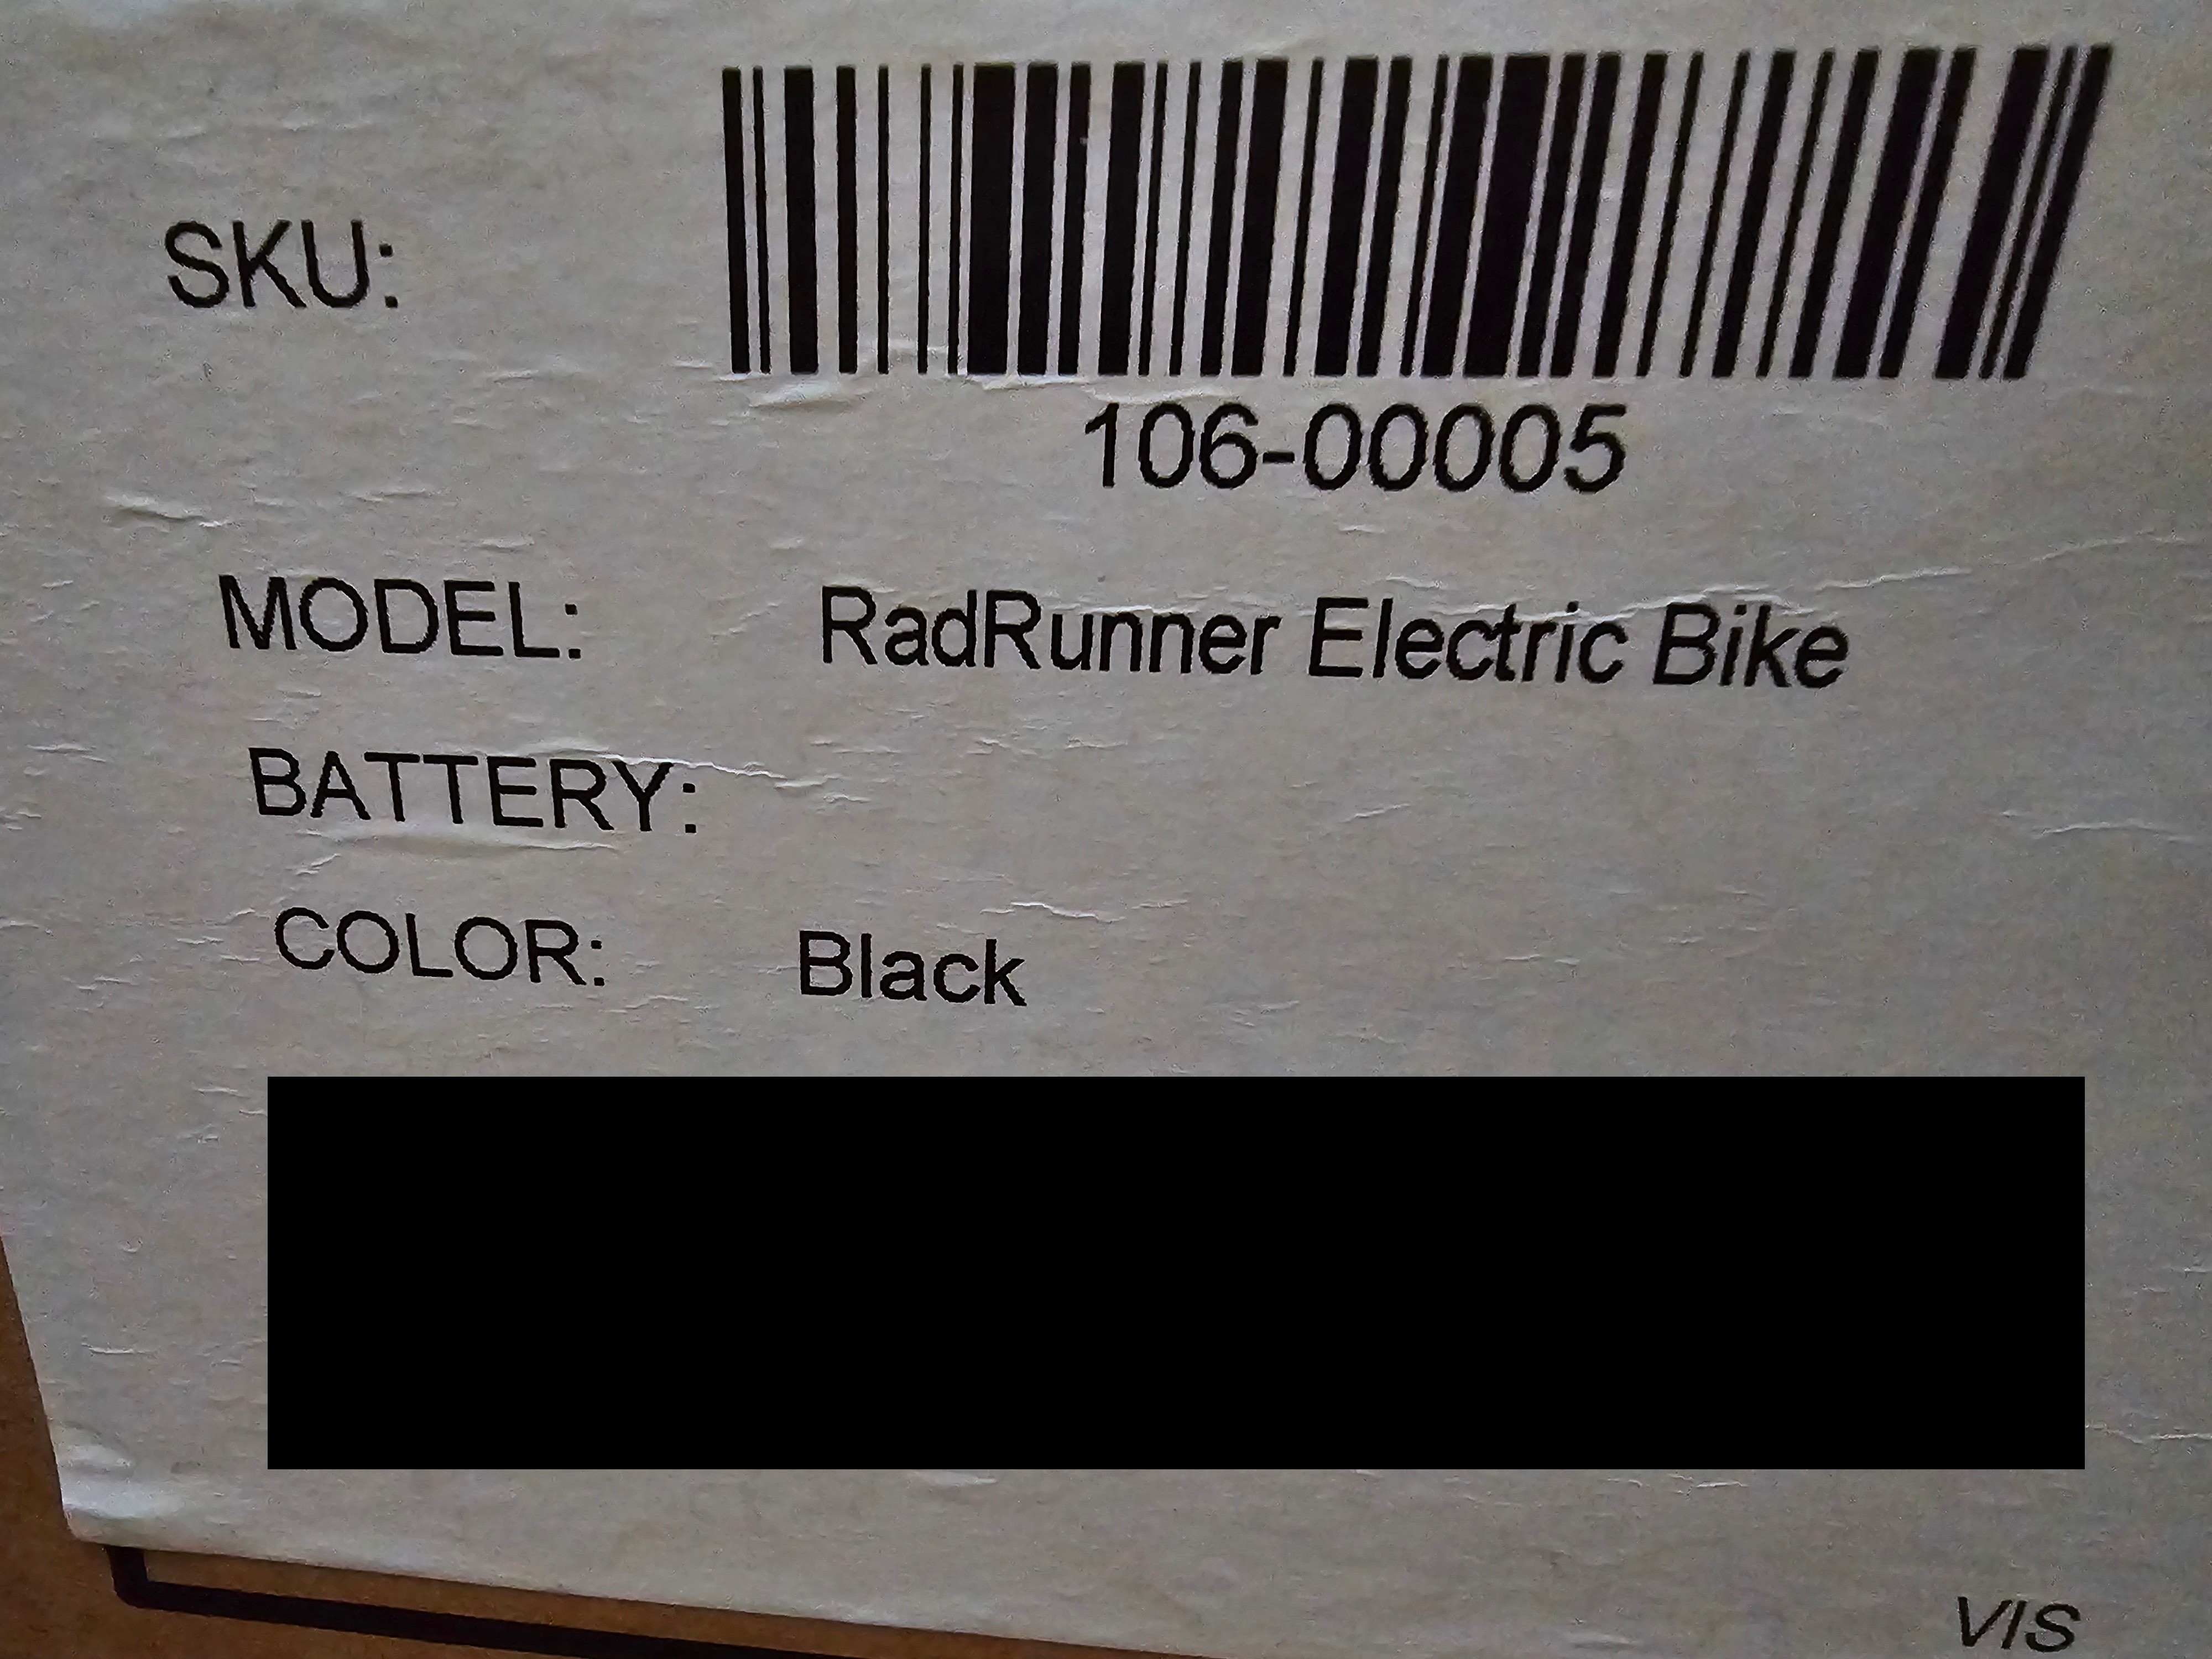 SKU:
106-00005
MODEL: RadRunner Electric Bike
BATTERY:
COLOR: Black
VIS